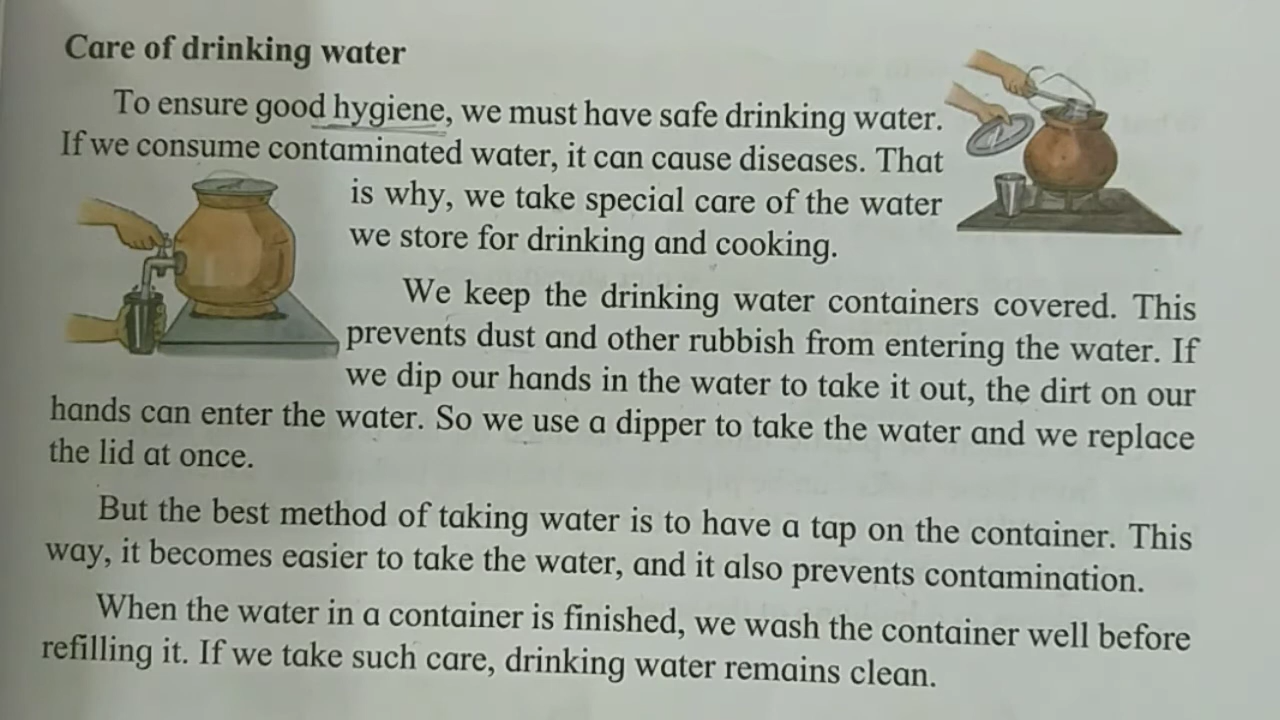 Care of drinking water
To ensure good hygiene, we must have safe drinking water.
If we consume contaminated water, it can cause diseases. That
is why, we take special care of the water
we store for drinking and cooking.
We keep the drinking water containers covered. This
prevents dust and other rubbish from entering the water. If
we dip our hands in the water to take it out, the dirt on our
hands can enter the water. So we use a dipper to take the water and we replace
the lid at once.
But the best method of taking water is to have a tap on the container. This
way, it becomes easier to take the water, and it also prevents contamination.
When the water in a container is finished, we wash the container well before
refilling it. If we take such care, drinking water remains clean.